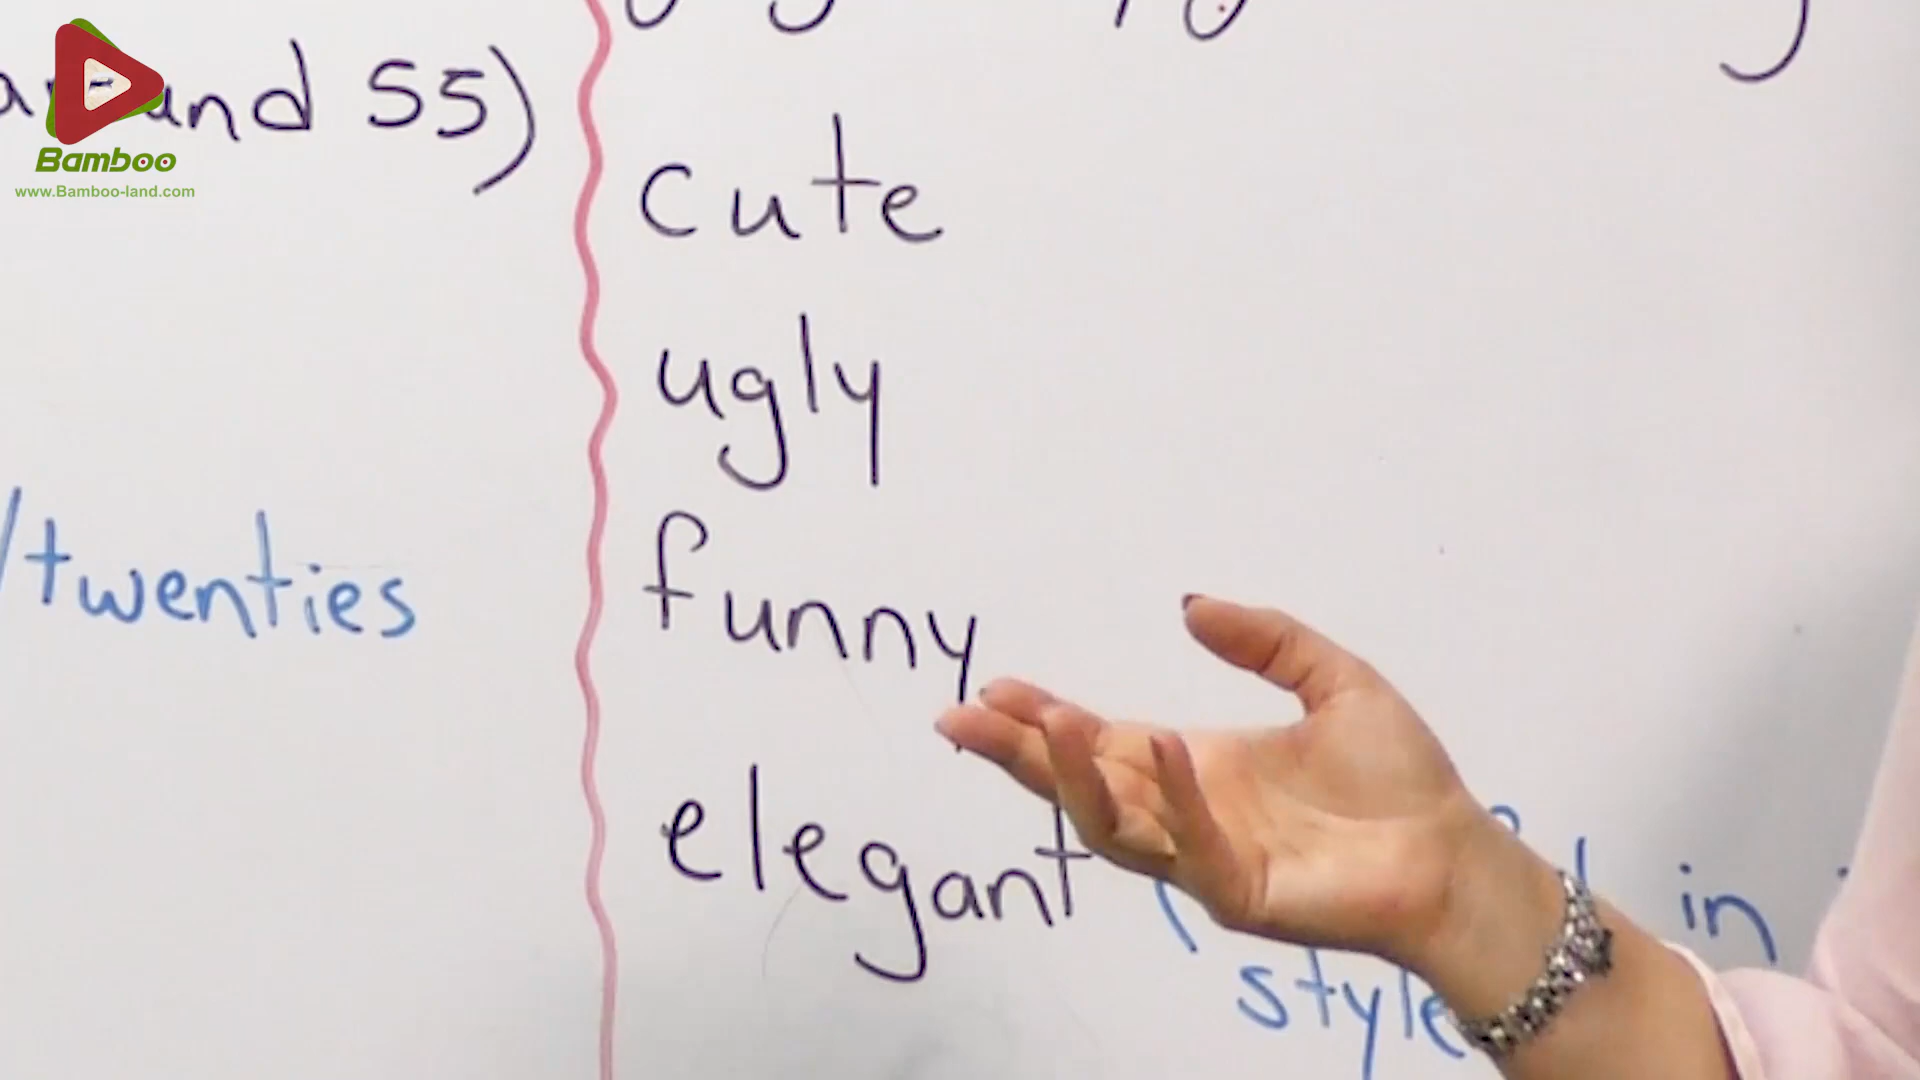 and 55)
Bamboo
www.Bamboo-land.com
/twenties
cute
ugly
funny
elegant
in
style